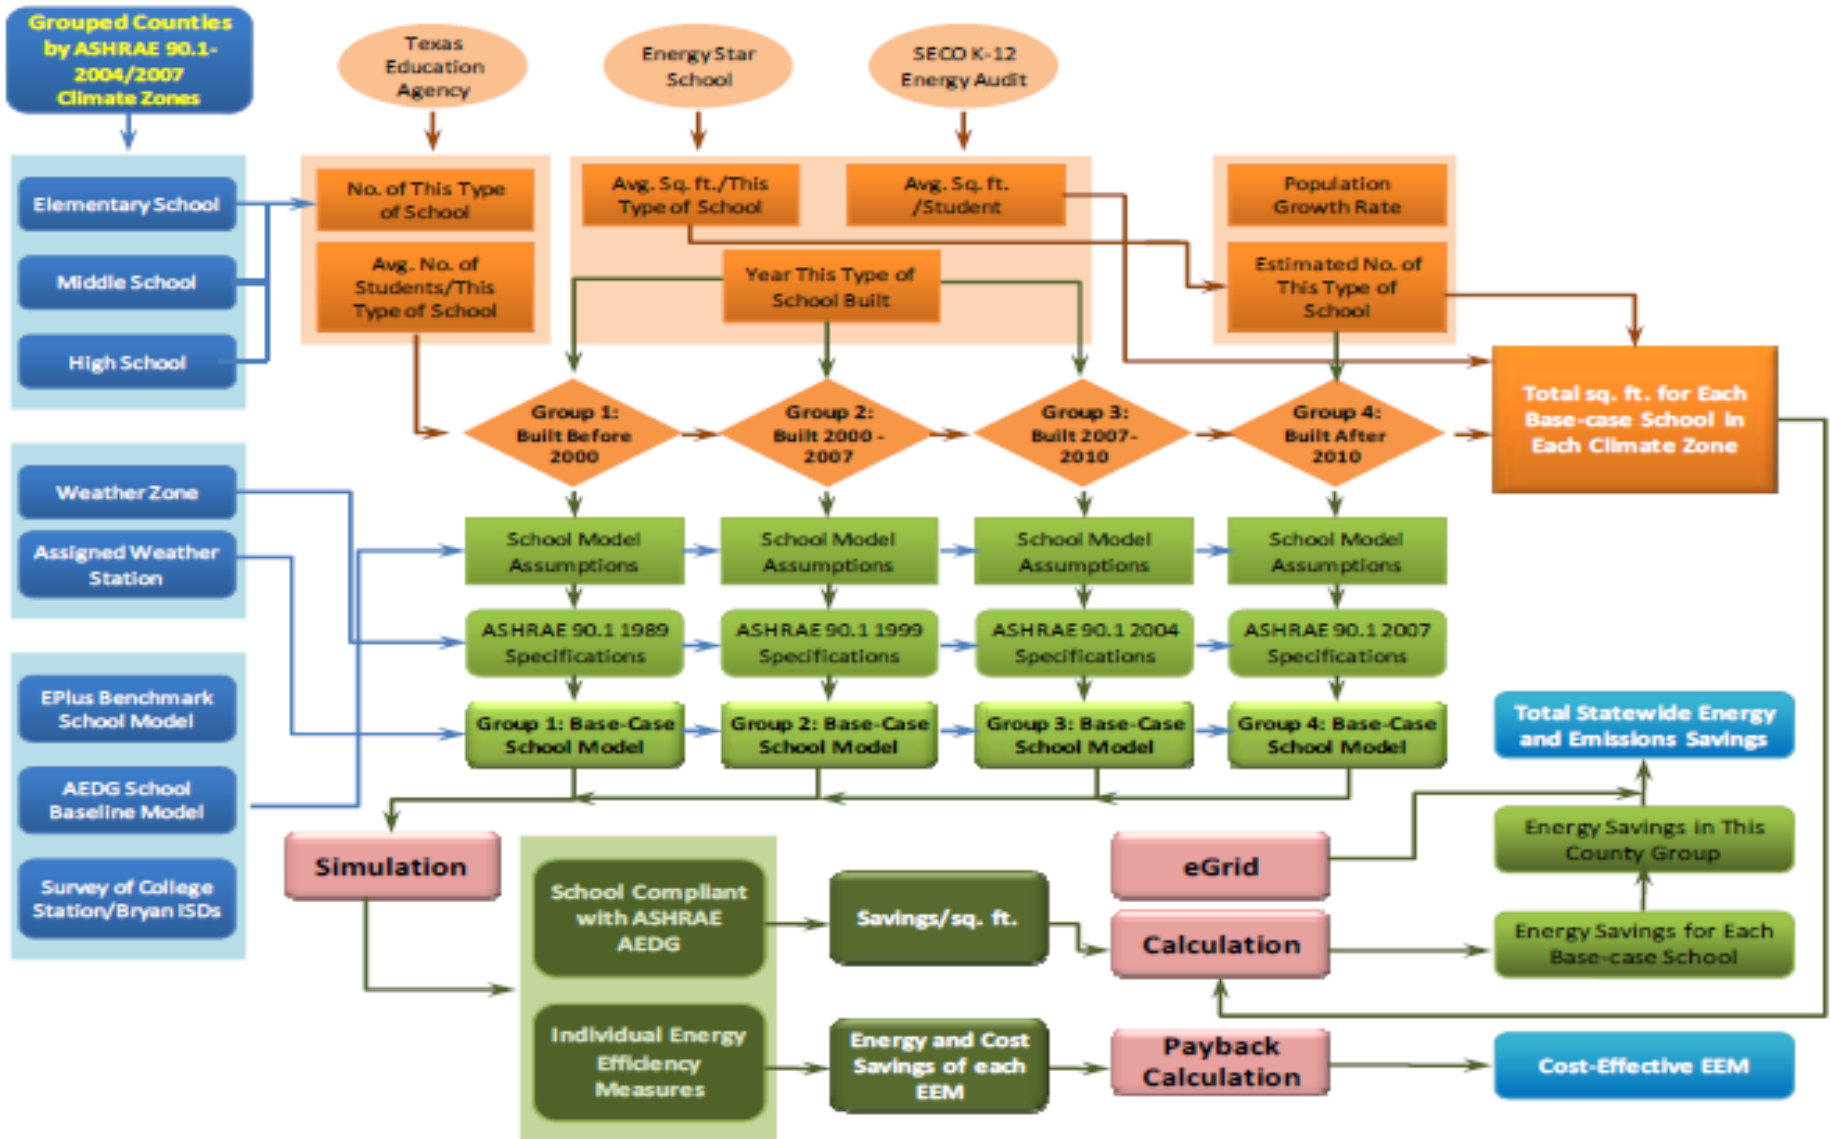 Grouped Counties
by ASHRAE 90.1-
2004/2007
Climate Zones
Texas
Education
Agency
Energy Star
School
SECO K-12
Energy Audit
Elementary School
Middle School
High School
No. of This Type
of School
Avg. No. of
Students/This
Type of School
Avg. Sq. ft./This
Type of School
Avg. Sq. ft.
/Student
Year This Type of
School Built
Population
Growth Rate
Estimated No. of
This Type of
School
Group 1:
Built Before
2000
Group 2:
Built 2000 -
2007
Group 3:
Built 2007-
2010
Group 4:
Built After
2010
Total sq. ft. for Each
Base-case School in
Each Climate Zone
Weather Zone
Assigned Weather
Station
School Model
Assumptions
School Model
Assumptions
School Model
Assumptions
School Model
Assumptions
ASHRAE 90.1 1989
Specifications
ASHRAE 90.1 1999
Specifications
ASHRAE 90.1 2004
Specifications
ASHRAE 90.1 2007
Specifications
EPlus Benchmark
School Model
AEDG School
Baseline Model
Survey of College
Station/Bryan ISDs
Group 1: Base-Case
School Model
Group 2: Base-Case
School Model
Group 3: Base-Case
School Model
Group 4: Base-Case
School Model
Total Statewide Energy
and Emissions Savings
Simulation
School Compliant
with ASHRAE
AEDG
Savings/sq. ft.
eGrid
Calculation
Energy Savings in This
County Group
Energy Savings for Each
Base-case School
Individual Energy
Efficiency
Measures
Energy and Cost
Savings of each
EEM
Payback
Calculation
Cost-Effective EEM